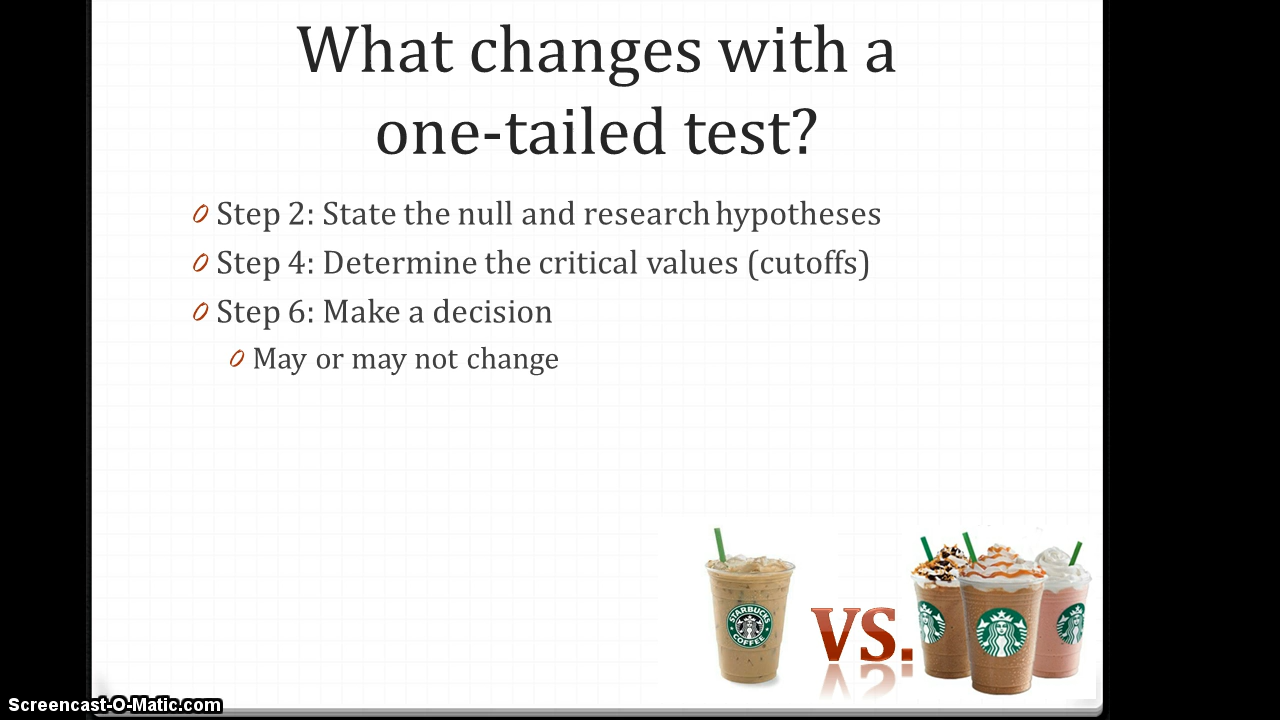 What changes with a
one-tailed test?
Step 2: State the null and research hypotheses
Step 4: Determine the critical values (cutoffs)
Step 6: Make a decision
May or may not change
STARBUCKS
COFFEE
VS.
Screencast-O-Matic.com